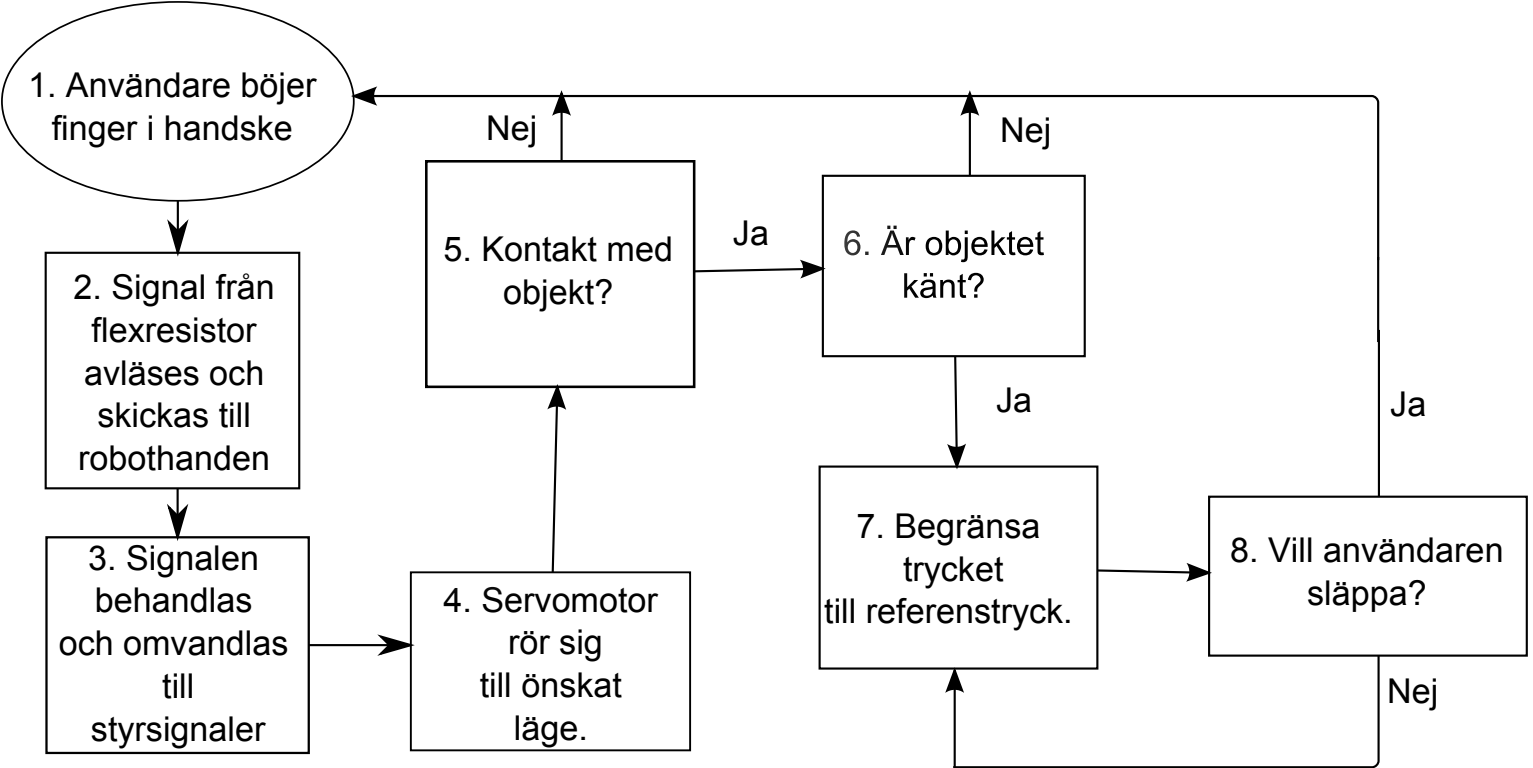 1. Användare böjer
finger i handske
2. Signal från
flexresistor
avläses och
skickas till
robothanden
3. Signalen
behandlas
och omvandlas
till
styrsignaler
4. Servomotor
rör sig
till önskat
läge.
5. Kontakt med
objekt?
Nej
Ja
6. Är objektet
känt?
Nej
Ja
7. Begränsa
trycket
till referenstryck.
8. Vill användaren
släppa?
Ja
Nej